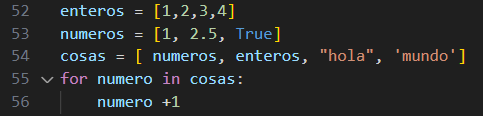 52 enteros = [1,2,3,4]
53 numeros = [1, 2.5, True]
54 cosas = [ numeros, enteros, "hola", 'mundo']
55 for numero in cosas:
56 numero +1